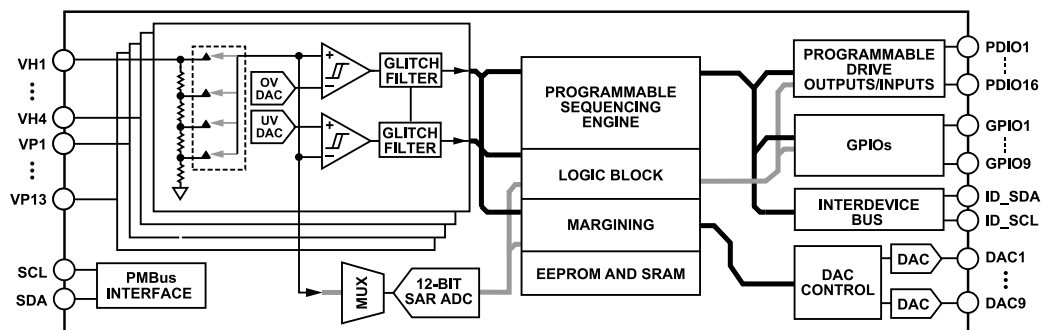 VH1
VH4
VP1
VP13
SCL
SDA
OV
DAC
UV
DAC
+
−
+
−
GLITCH
FILTER
GLITCH
FILTER
PMBus
INTERFACE
MUX
12-BIT
SAR ADC
PROGRAMMABLE
SEQUENCING
ENGINE
LOGIC BLOCK
MARGINING
EEPROM AND SRAM
PROGRAMMABLE
DRIVE
OUTPUTS/INPUTS
GPIOs
INTERDEVICE
BUS
DAC
CONTROL
DAC
DAC
PDIO1
PDIO16
GPIO1
GPIO9
ID_SDA
ID_SCL
DAC1
DAC9